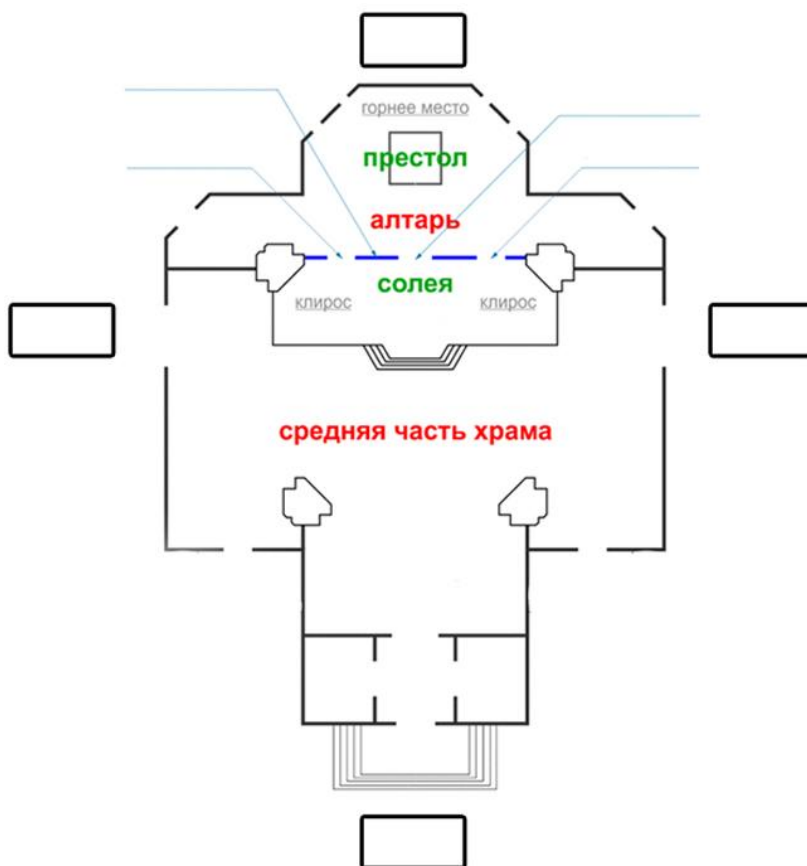 горнее место
престол
алтарь
солея
клирос
клирос
средняя часть храма